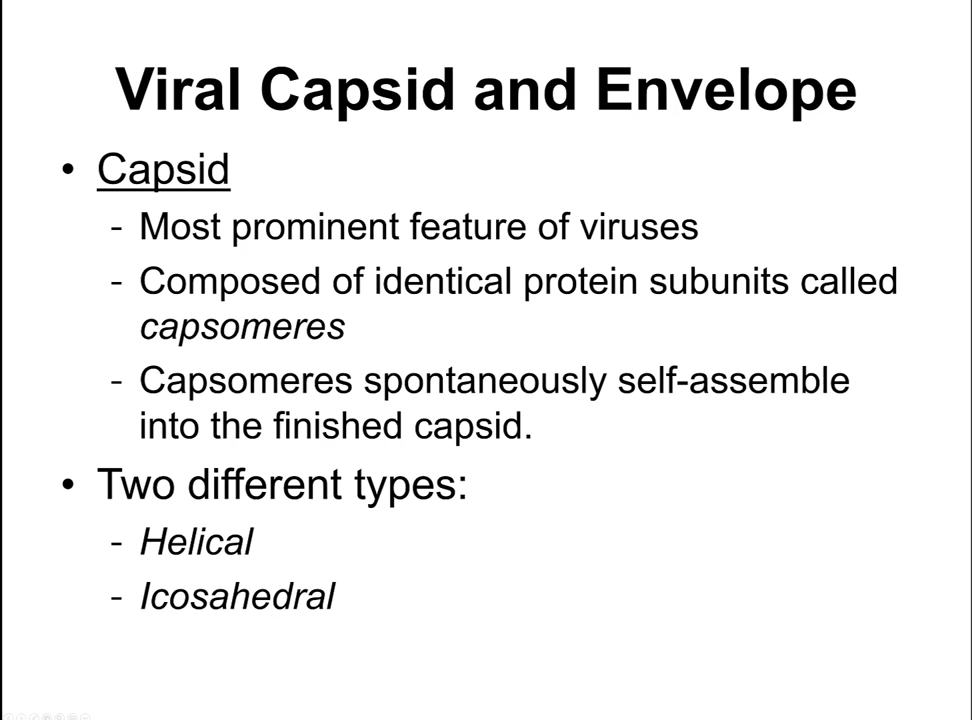 Viral Capsid and Envelope
• Capsid
- Most prominent feature of viruses
- Composed of identical protein subunits called
capsomeres
- Capsomeres spontaneously self-assemble
into the finished capsid.
• Two different types:
- Helical
- Icosahedral